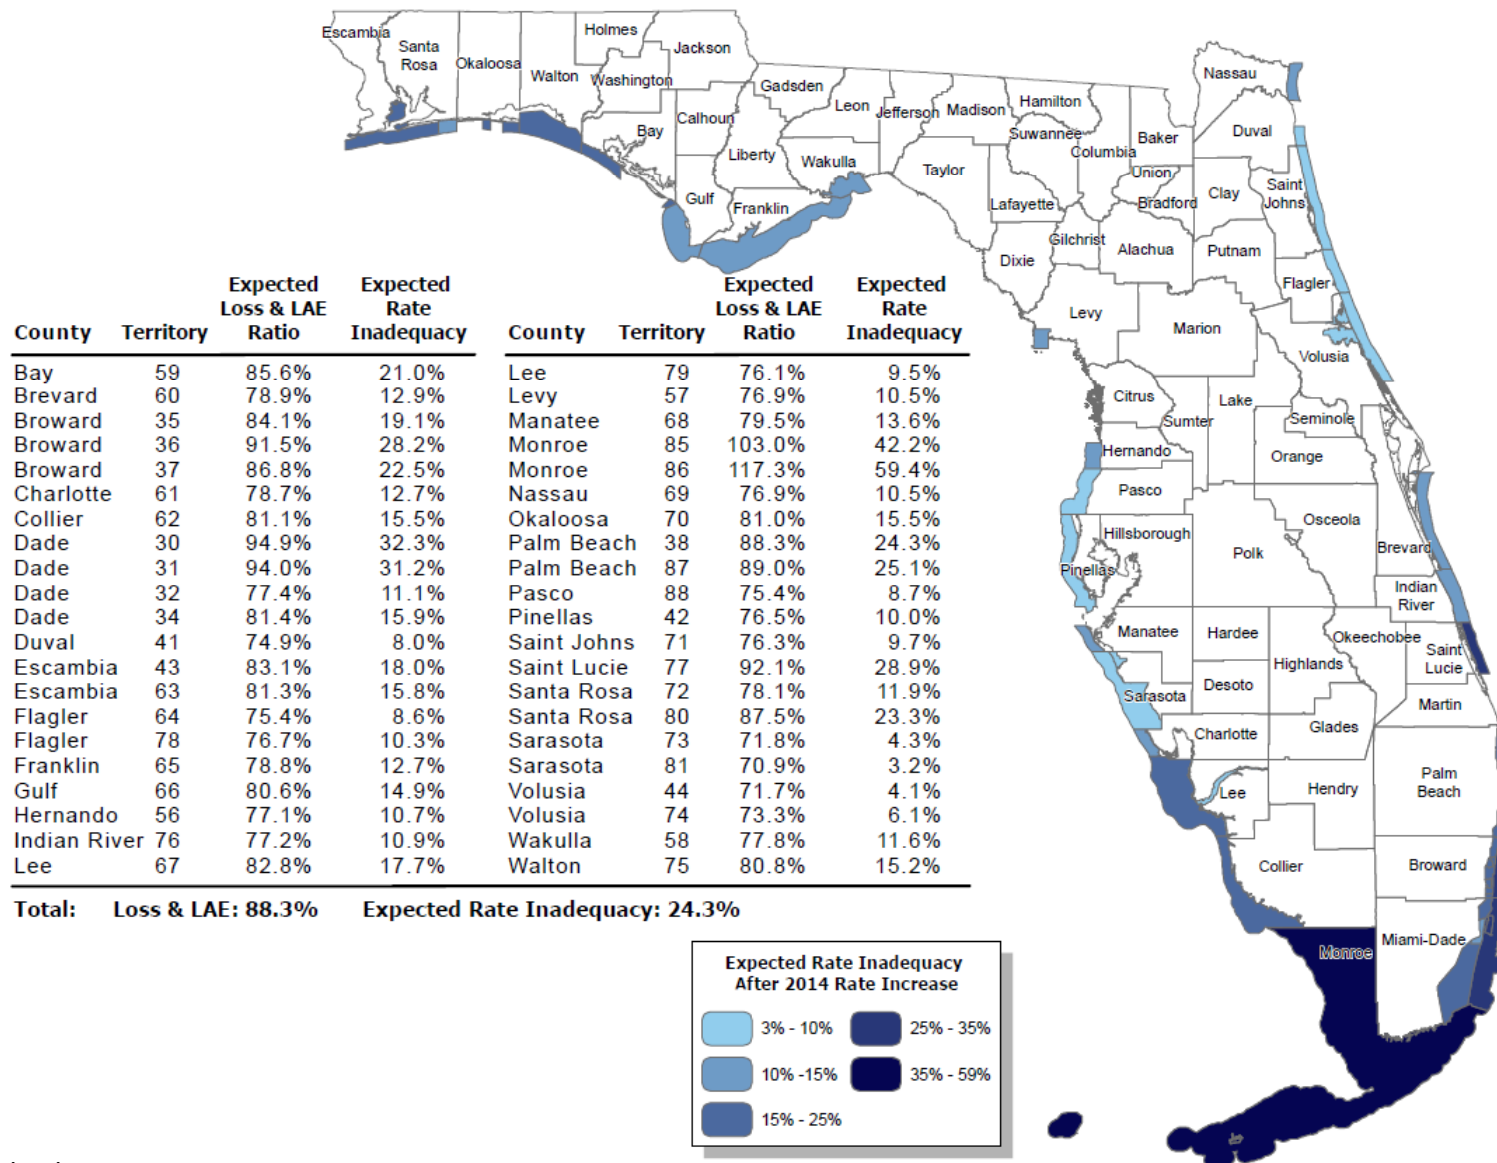 Escambia
Santa
Rosa
Okaloosa
Walton
Holmes
Washington
Jackson
Bay
Calhoun
Gulf
Liberty
Gadsden
Franklin
Leon
Wakulla
Jefferson
Madison
Taylor
Hamilton
Suwannee
Lafayette
Columbia
Dixie
Gilchrist
Baker
Union
Bradford
Alachua
Levy
Nassau
Duval
Clay
Saint
Johns
Putnam
Flagler
Marion
Volusia
Citrus
Sumter
Lake
Seminole
Hernando
Orange
Pasco
Hillsborough
Pinellas
Osceola
Polk
Brevard
Indian
River
Manatee
Hardee
Highlands
Okeechobee
Saint
Lucie
Sarasota
Desoto
Martin
Charlotte
Glades
Lee
Hendry
Palm
Beach
Collier
Broward
Monroe
Miami-Dade
County Territory Expected Loss & LAE Ratio Expected Rate Inadequacy County Territory Expected Loss & LAE Ratio Expected Rate Inadequacy
Bay 59 85.6% 21.0% Lee 79 76.1% 9.5%
Brevard 60 78.9% 12.9% Levy 57 76.9% 10.5%
Broward 35 84.1% 19.1% Manatee 68 79.5% 13.6%
Broward 36 91.5% 28.2% Monroe 85 103.0% 42.2%
Broward 37 86.8% 22.5% Monroe 86 117.3% 59.4%
Charlotte 61 78.7% 12.7% Nassau 69 76.9% 10.5%
Collier 62 81.1% 15.5% Okaloosa 70 81.0% 15.5%
Dade 30 94.9% 32.3% Palm Beach 38 88.3% 24.3%
Dade 31 94.0% 31.2% Palm Beach 87 89.0% 25.1%
Dade 32 77.4% 11.1% Pasco 88 75.4% 8.7%
Dade 34 81.4% 15.9% Pinellas 42 76.5% 10.0%
Duval 41 74.9% 8.0% Saint Johns 71 76.3% 9.7%
Escambia 43 83.1% 18.0% Saint Lucie 77 92.1% 28.9%
Escambia 63 81.3% 15.8% Santa Rosa 72 78.1% 11.9%
Flagler 64 75.4% 8.6% Santa Rosa 80 87.5% 23.3%
Flagler 78 76.7% 10.3% Sarasota 73 71.8% 4.3%
Franklin 65 78.8% 12.7% Sarasota 81 70.9% 3.2%
Gulf 66 80.6% 14.9% Volusia 44 71.7% 4.1%
Hernando 56 77.1% 10.7% Volusia 74 73.3% 6.1%
Indian River 76 77.2% 10.9% Wakulla 58 77.8% 11.6%
Lee 67 82.8% 17.7% Walton 75 80.8% 15.2%
Total: Loss & LAE: 88.3% Expected Rate Inadequacy: 24.3%
Expected Rate Inadequacy
After 2014 Rate Increase
3% - 10% 25% - 35%
10% -15% 35% - 59%
15% - 25%